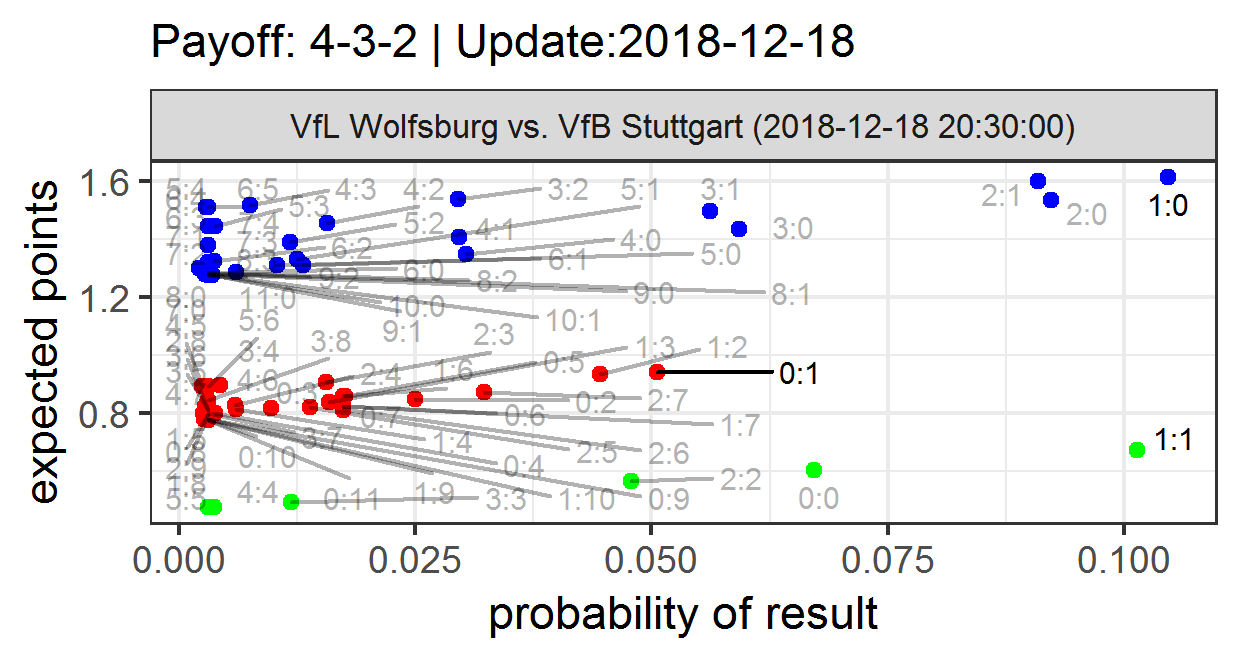 Payoff: 4-3-2 | Update:2018-12-18
VfL Wolfsburg vs. VfB Stuttgart (2018-12-18 20:30:00)
expected points
1.6
1.2
0.8
5:4 6:5 4:3 4:2 3:2 5:1 3:1 2:1 1:0
5:3 2:0
7:4 5:2 4:1 3:0
6:2 4:0
6:1 5:0
6:0
9:2 8:2 9:0 8:1
8:0 11:0 10:0
5:6 9:1 10:1
3:4 3:8 2:3 1:3 1:2
4:6 2:4 1:6 0:5 0:1
0:3 0:2 2:7
0:7 0:6 1:7
3:7 1:4 2:5 2:6 1:1
0:10 0:4
4:4 0:11 1:9 3:3 1:10 0:9 2:2 0:0
5:5
0.000 0.025 0.050 0.075 0.100
probability of result